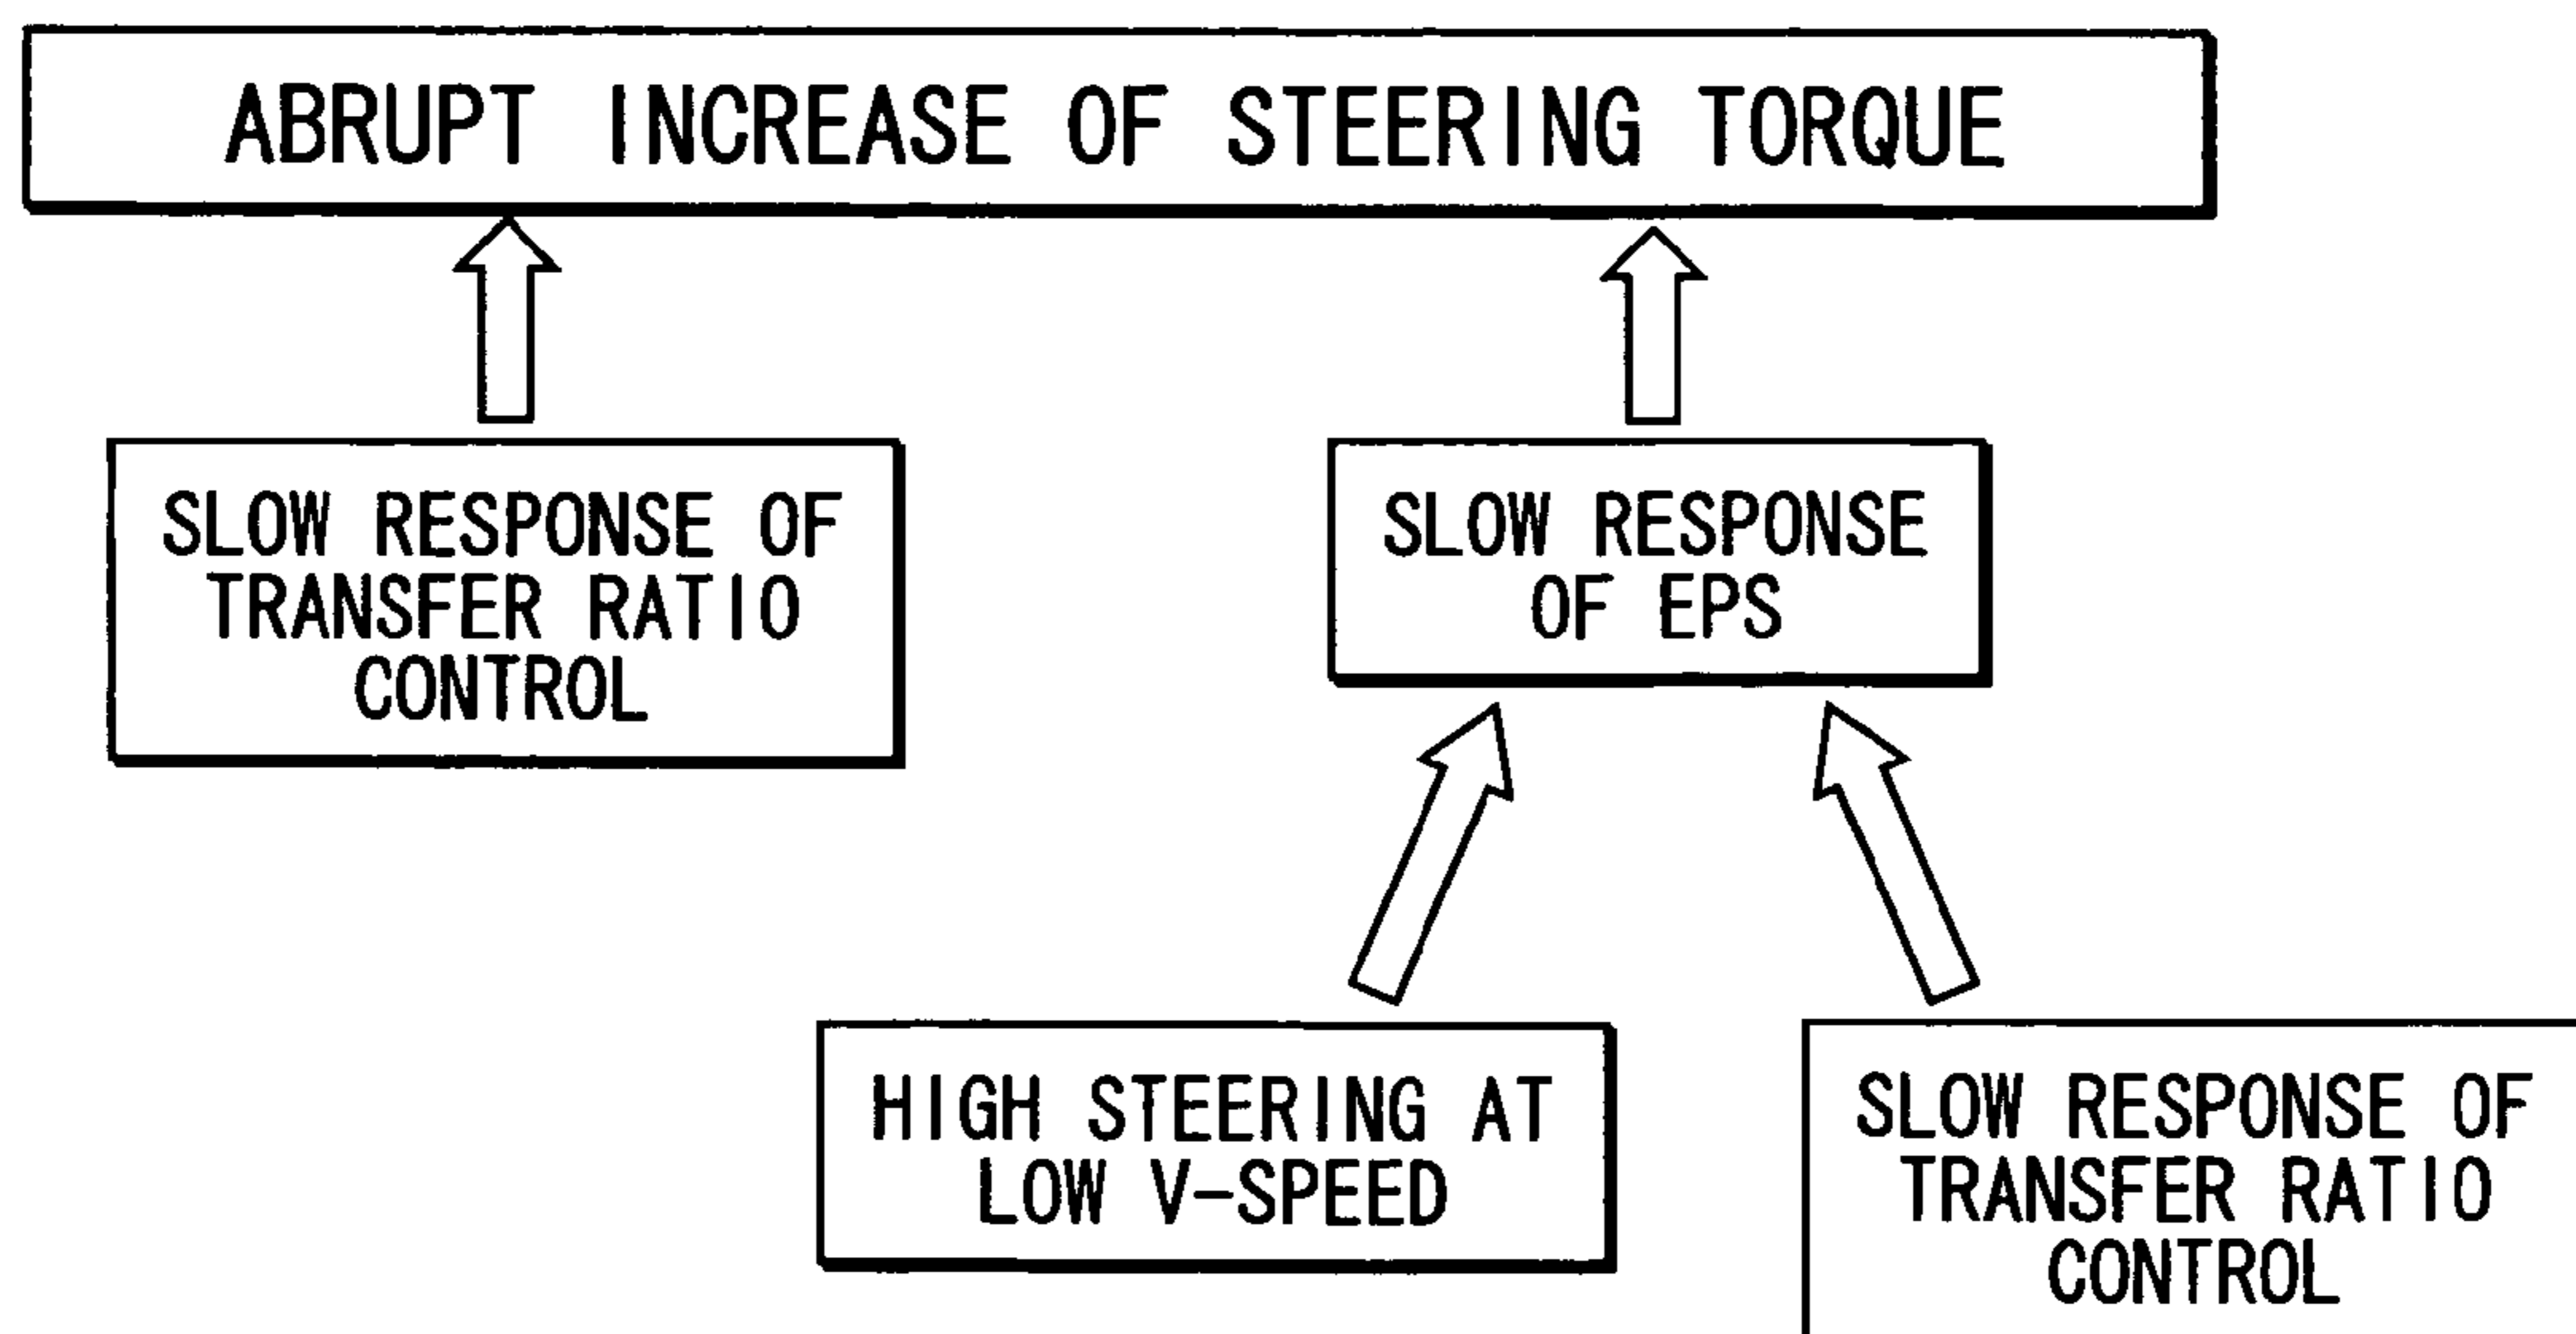 ABRUPT INCREASE OF STEERING TORQUE
SLOW RESPONSE OF
TRANSFER RATIO
CONTROL
SLOW RESPONSE
OF EPS
HIGH STEERING AT
LOW V-SPEED
SLOW RESPONSE OF
TRANSFER RATIO
CONTROL